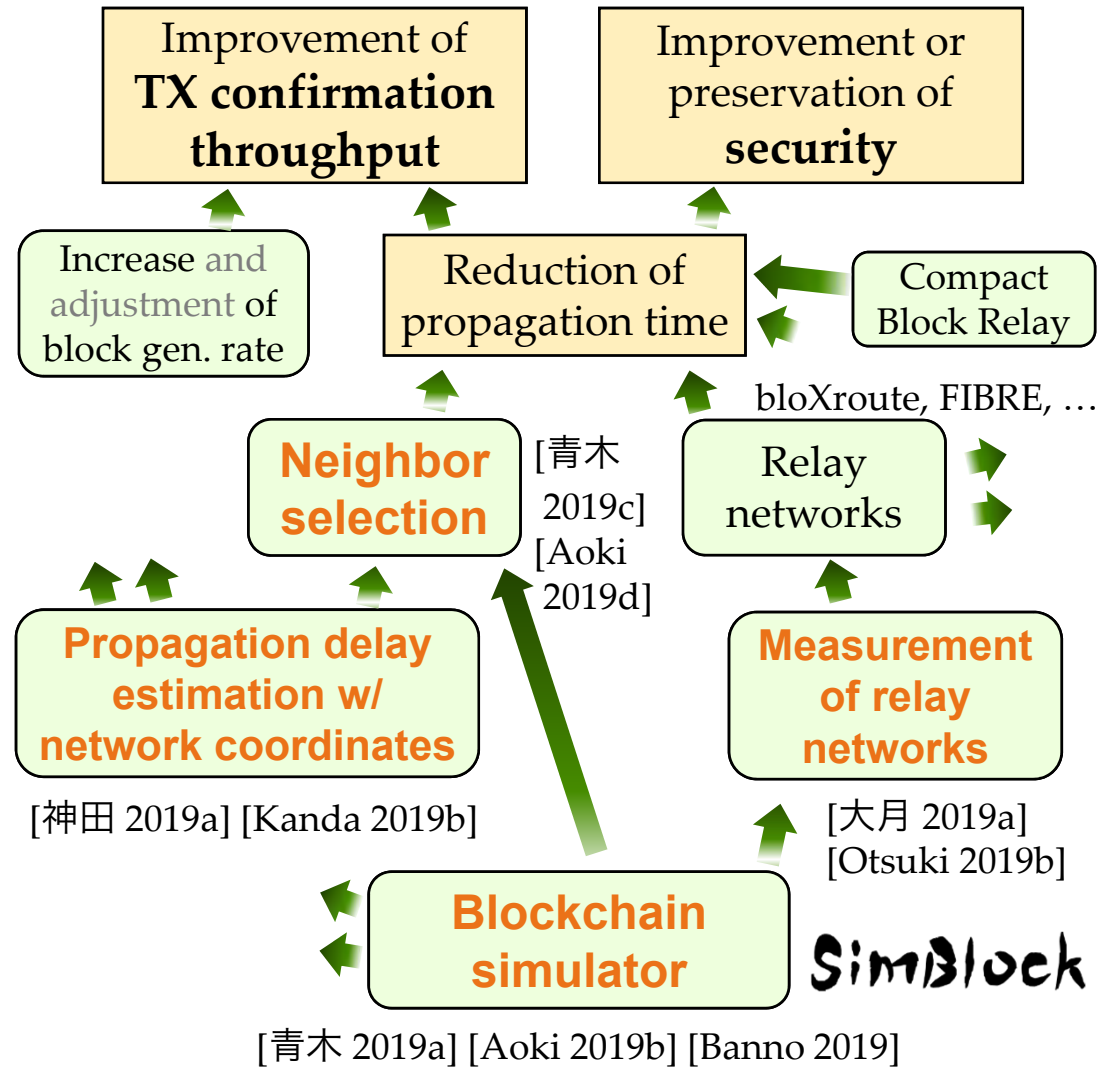 Improvement of
TX confirmation
throughput
Improvement or
preservation of
security
Increase and
adjustment of
block gen. rate
Reduction of
propagation time
Compact
Block Relay
bloXroute, FIBRE, …
Neighbor
selection
[青木
2019c]
[Aoki
2019d]
Relay
networks
Propagation delay
estimation w/
network coordinates
Measurement
of relay
networks
[神田 2019a] [Kanda 2019b]
[大月 2019a]
[Otsuki 2019b]
Blockchain
simulator
SimBlock
[青木 2019a] [Aoki 2019b] [Banno 2019]